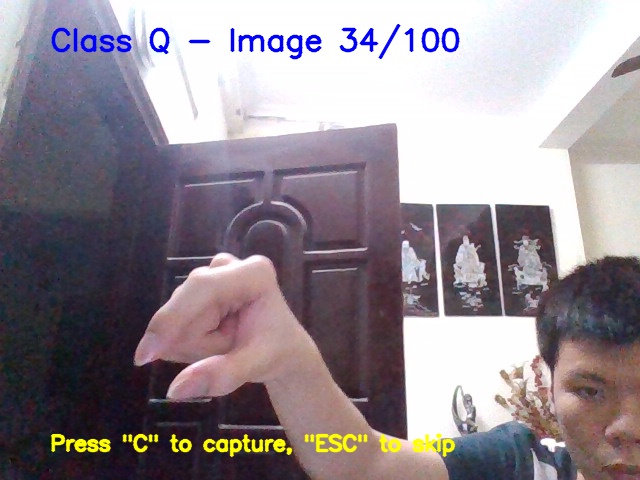 Class Q - Image 34/100
Press "C" to capture, "ESC" to skip